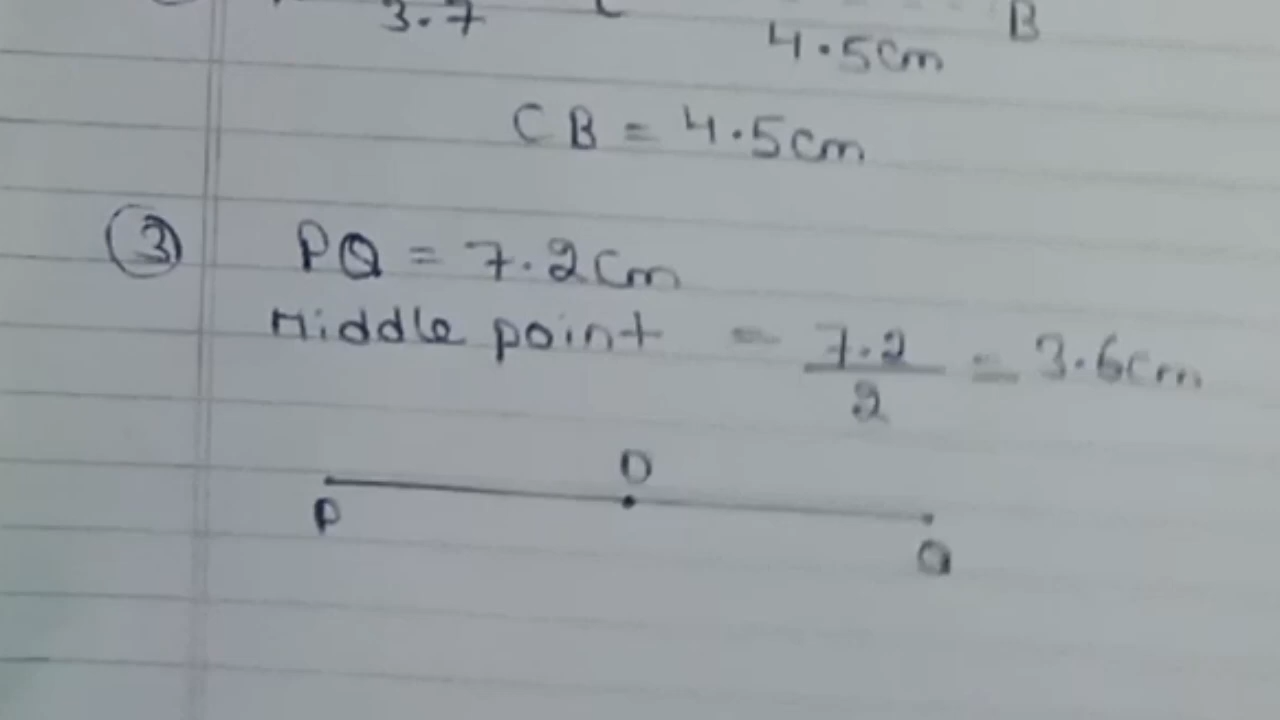 3.7 C 4.5cm B
CB = 4.5cm
③ PQ = 7.2cm
Middle point = 7.2/2 = 3.6cm
O
P Q